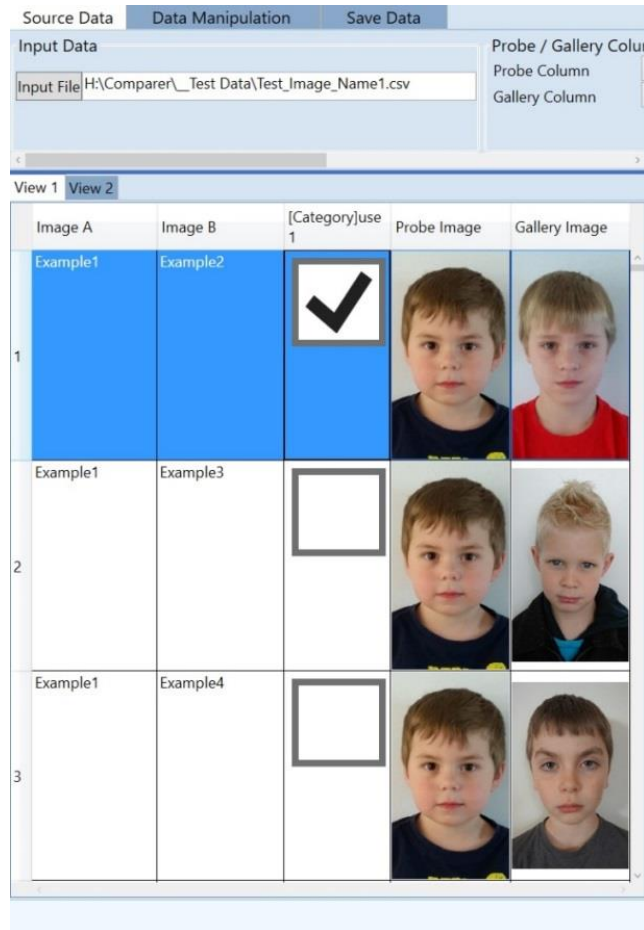 Source Data Data Manipulation Save Data
Input Data
Probe / Gallery
Input File H:\Comparer\__Test Data\Test_Image_Name1.csv
Probe Column
Gallery Column
View 1 View 2
Image A Image B [Category]use 1 Probe Image Gallery Image
1 Example1 Example2
2 Example1 Example3
3 Example1 Example4